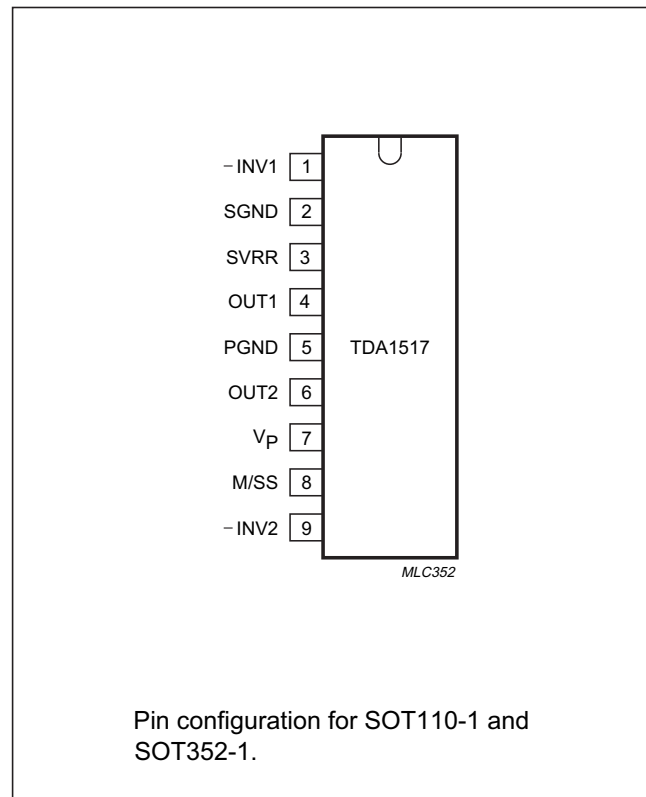 −INV1 1
SGND 2
SVRR 3
OUT1 4
PGND 5 TDA1517
OUT2 6
VP 7
M/SS 8
−INV2 9
MLC352
Pin configuration for SOT110-1 and
SOT352-1.